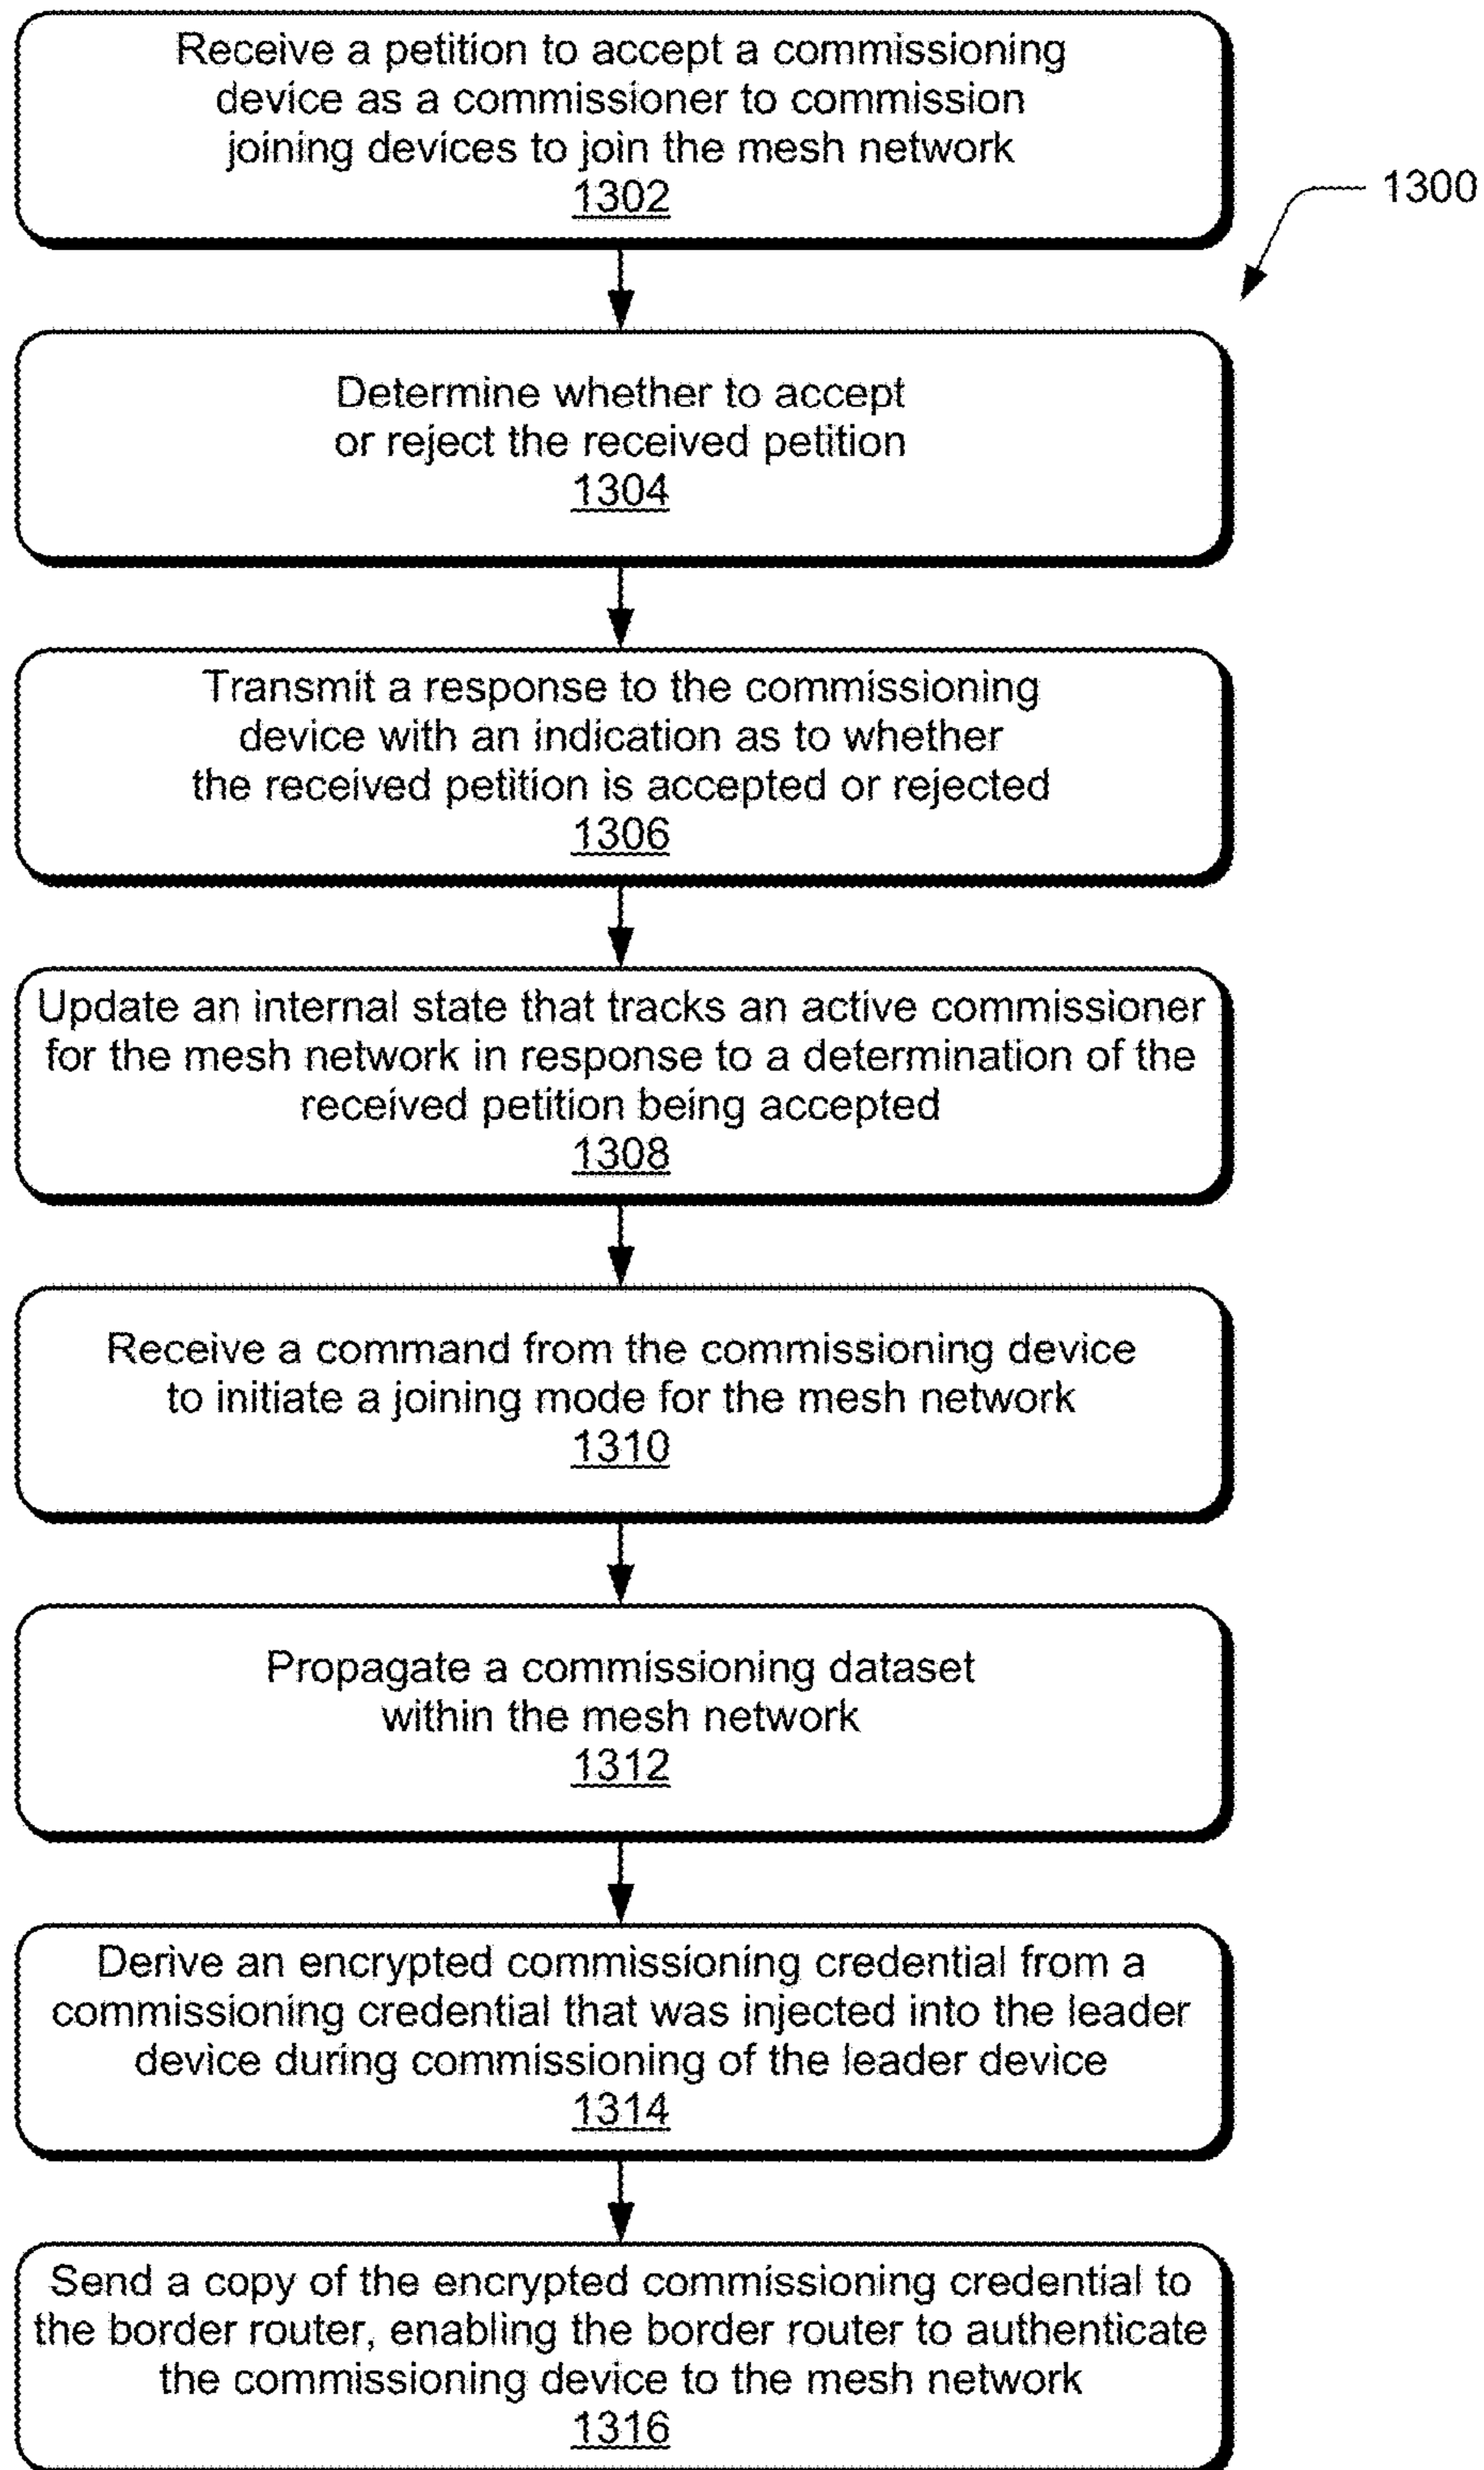 Receive a petition to accept a commissioning
device as a commissioner to commission
joining devices to join the mesh network
1302
1300
Determine whether to accept
or reject the received petition
1304
Transmit a response to the commissioning
device with an indication as to whether
the received petition is accepted or rejected
1306
Update an internal state that tracks an active commissioner
for the mesh network in response to a determination of the
received petition being accepted
1308
Receive a command from the commissioning device
to initiate a joining mode for the mesh network
1310
Propagate a commissioning dataset
within the mesh network
1312
Derive an encrypted commissioning credential from a
commissioning credential that was injected into the leader
device during commissioning of the leader device
1314
Send a copy of the encrypted commissioning credential to
the border router, enabling the border router to authenticate
the commissioning device to the mesh network
1316